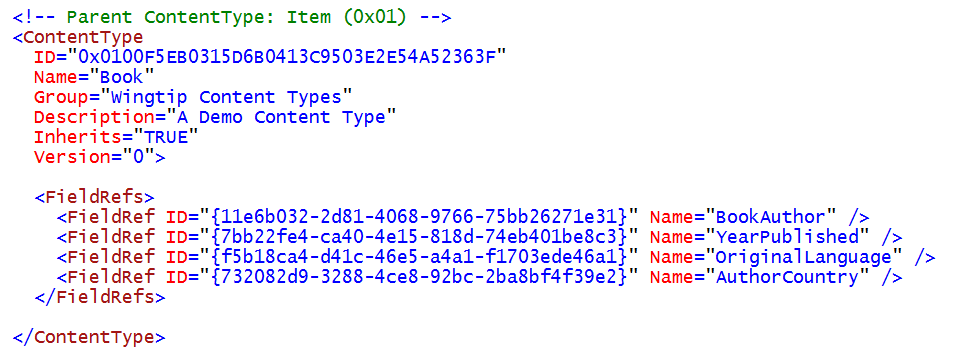 <!-- Parent ContentType: Item (0x01) -->
<ContentType
ID="0x0100F5EB0315D6B0413C9503E2E54A52363F"
Name="Book"
Group="Wingtip Content Types"
Description="A Demo Content Type"
Inherits="TRUE"
Version="0">
<FieldRefs>
<FieldRef ID="{11e6b032-2d81-4068-9766-75bb26271e31}" Name="BookAuthor" />
<FieldRef ID="{7bb22fe4-ca40-4e15-818d-74eb401be8c3}" Name="YearPublished" />
<FieldRef ID="{f5b18ca4-d41c-46e5-a4a1-f1703ede46a1}" Name="OriginalLanguage" />
<FieldRef ID="{732082d9-3288-4ce8-92bc-2ba8bf4f39e2}" Name="AuthorCountry" />
</FieldRefs>
</ContentType>